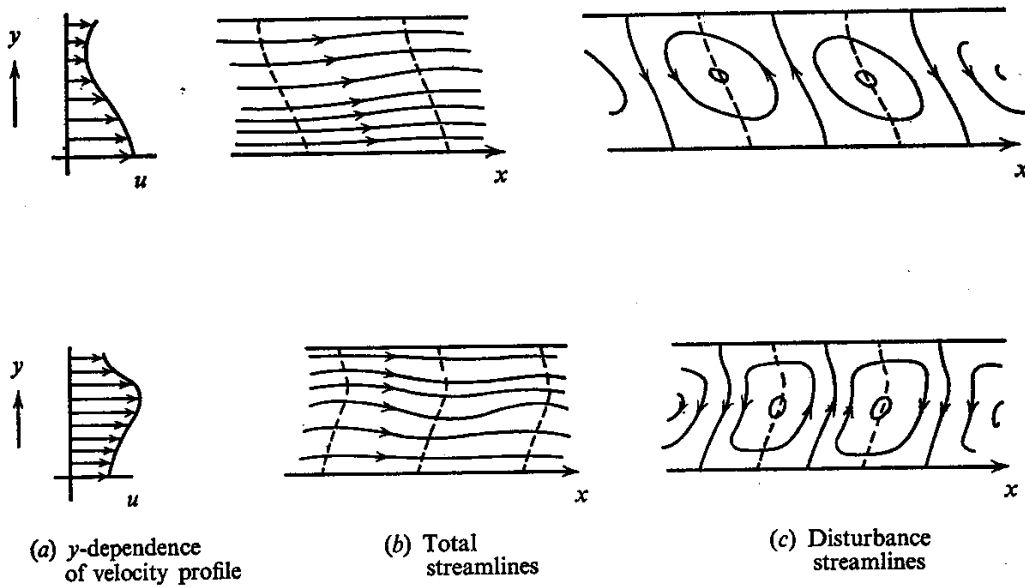 y
u
x
x
y
u
x
x
(a) y-dependence
of velocity profile
(b) Total
streamlines
(c) Disturbance
streamlines